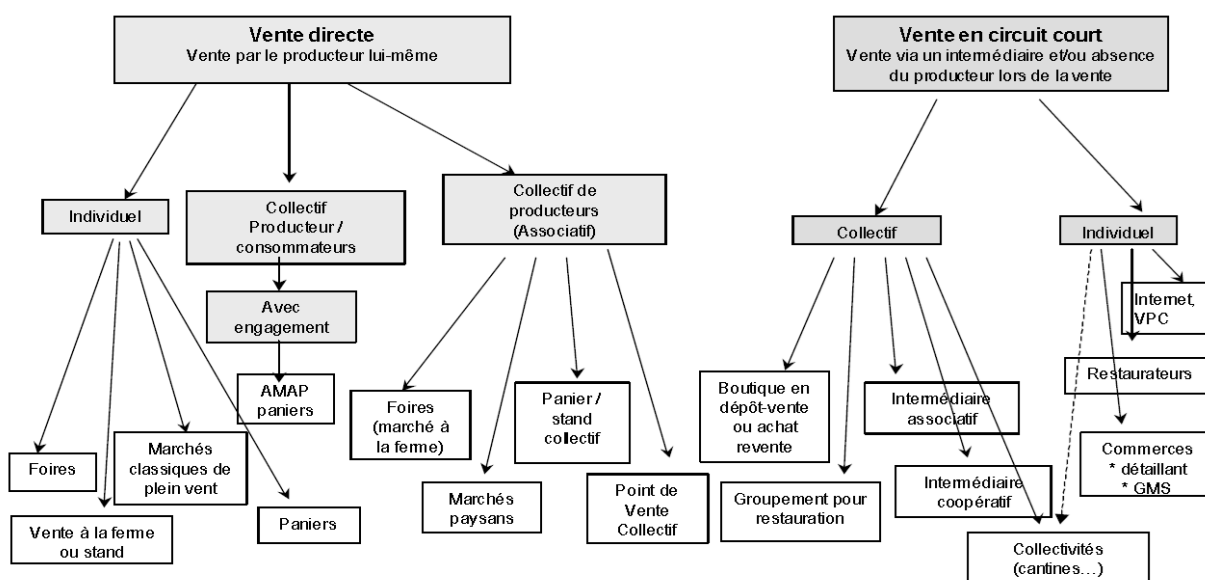 Vente directe
Vente par le producteur lui-même
Vente en circuit court
Vente via un intermédiaire et/ou absence
du producteur lors de la vente
Individuel
Collectif
Producteur /
consommateurs
Collectif de
producteurs
(Associatif)
Collectif
Individuel
Avec
engagement
AMAP
paniers
Foires
Vente à la ferme
ou stand
Marchés
classiques de
plein vent
Paniers
Foires
(marché à
la ferme)
Marchés
paysans
Panier /
stand
collectif
Point de
Vente
Collectif
Boutique en
dépôt-vente
ou achat
revente
Groupement pour
restauration
Intermédiaire
associatif
Intermédiaire
coopératif
Internet,
VPC
Restaurateurs
Commerces
* détaillant
* GMS
Collectivités
(cantines…)